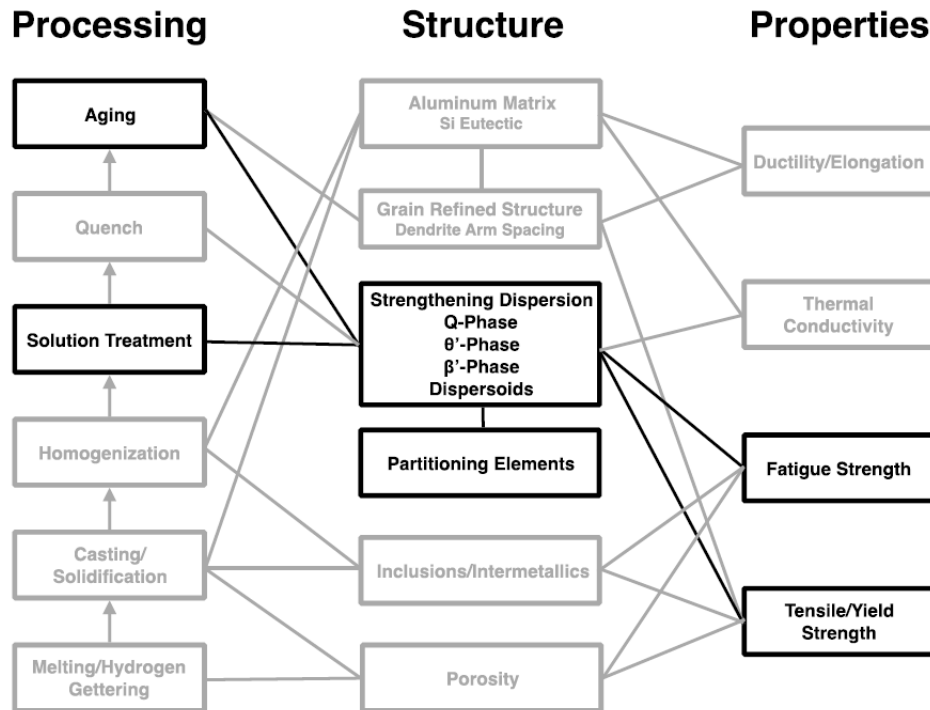 Processing
Structure
Properties
Aging
Quench
Solution Treatment
Homogenization
Casting/
Solidification
Melting/Hydrogen
Gettering
Aluminum Matrix
Si Eutectic
Grain Refined Structure
Dendrite Arm Spacing
Strengthening Dispersion
Q-Phase
θ'-Phase
β'-Phase
Dispersoids
Partitioning Elements
Inclusions/Intermetallics
Porosity
Ductility/Elongation
Thermal
Conductivity
Fatigue Strength
Tensile/Yield
Strength